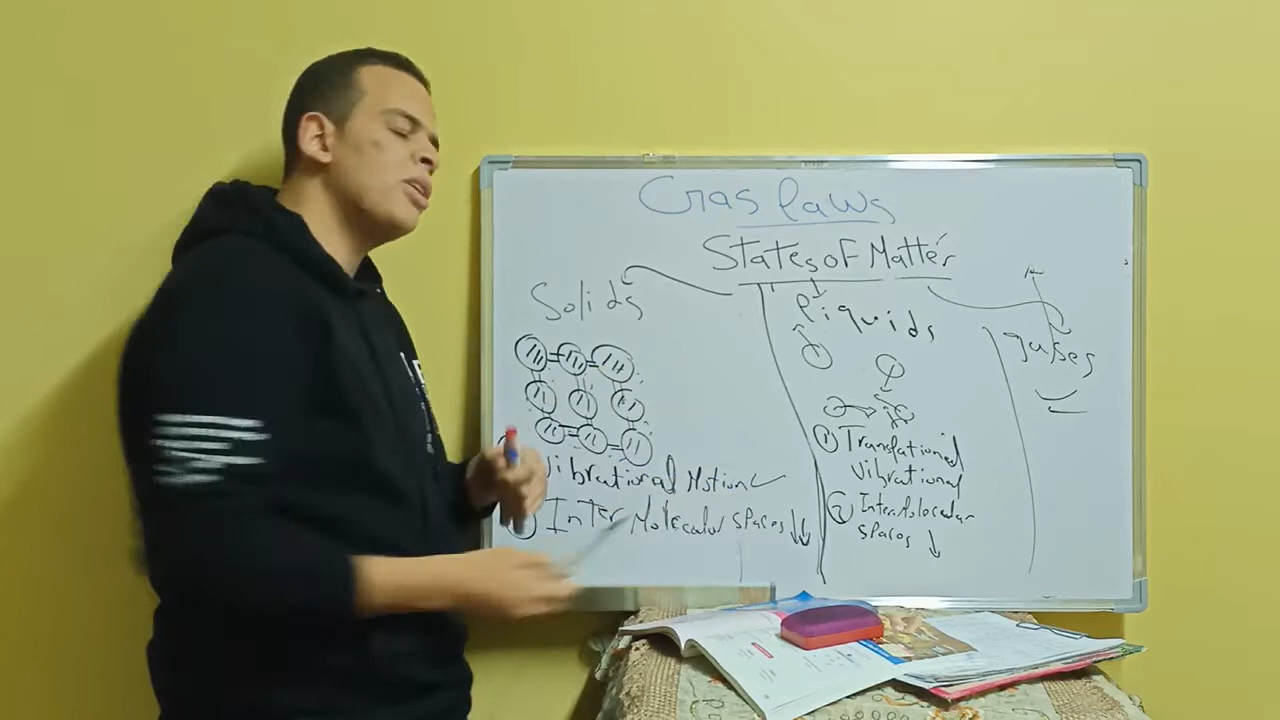 Gas laws
States of Matter
Solids
liquids
gases
Vibrational Motion
Inter Molecular spaces ↓↓
① Translational
Vibrational
② InterMolecular
spaces ↓